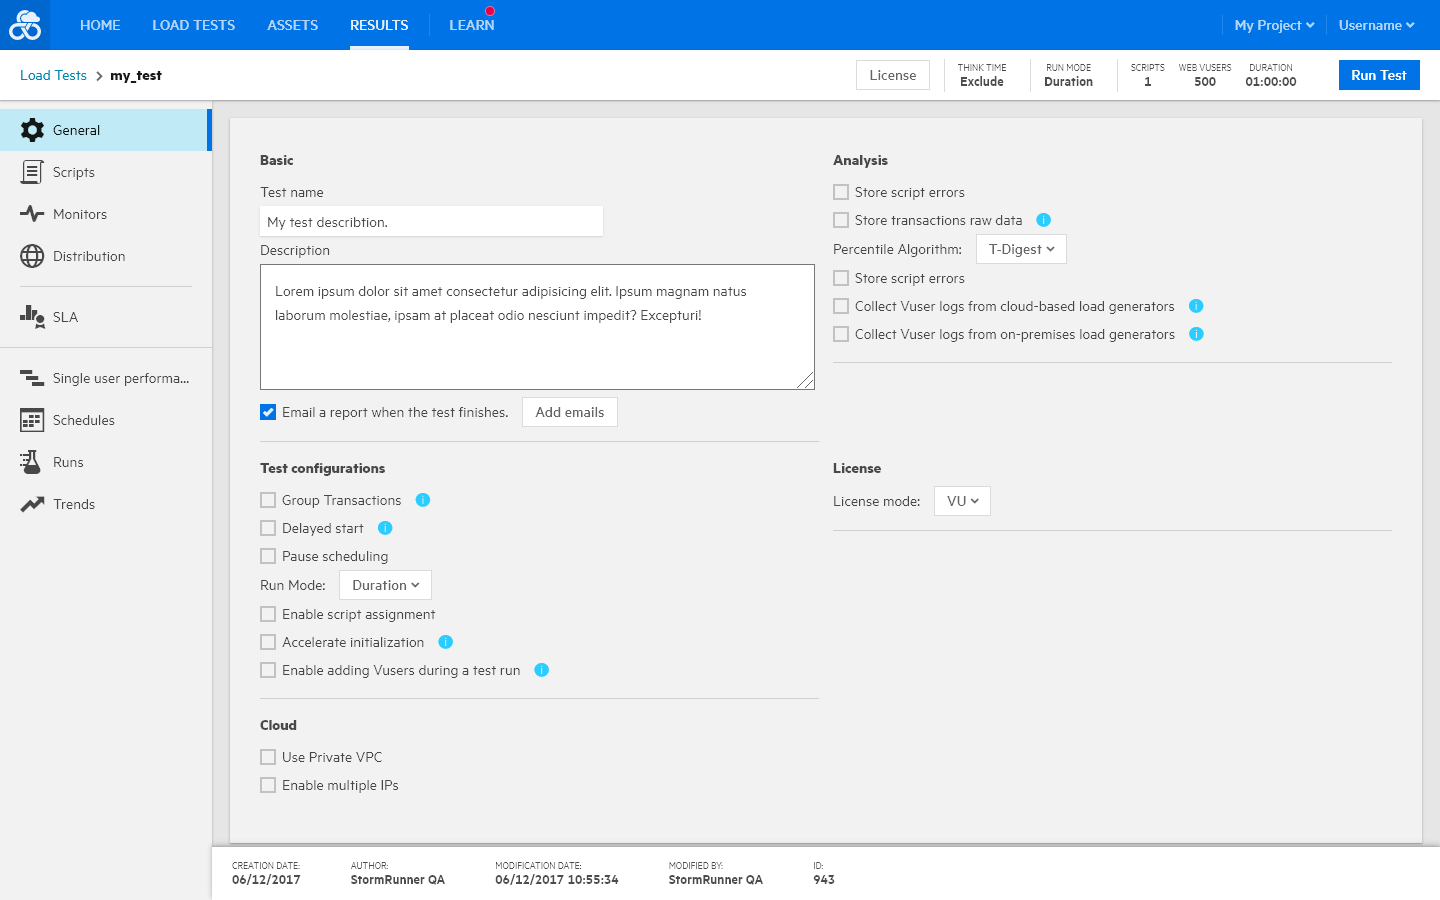 HOME LOAD TESTS ASSETS RESULTS LEARN My Project Username
Load Tests my_test License THINK TIME Exclude RUN MODE Duration SCRIPTS 1 WEB VUSERS 500 DURATION 01:00:00 Run Test
General
Scripts
Monitors
Distribution
SLA
Single user performa...
Schedules
Runs
Trends
Basic
Test name
My test describtion.
Description
Lorem ipsum dolor sit amet consectetur adipisicing elit. Ipsum magnam natus
laborum molestiae, ipsam at placeat odio nesciunt impedit? Excepturi!
Email a report when the test finishes. Add emails
Test configurations
Group Transactions
Delayed start
Pause scheduling
Run Mode: Duration
Enable script assignment
Accelerate initialization
Enable adding Vusers during a test run
Cloud
Use Private VPC
Enable multiple IPs
Analysis
Store script errors
Store transactions raw data
Percentile Algorithm: T-Digest
Store script errors
Collect Vuser logs from cloud-based load generators
Collect Vuser logs from on-premises load generators
License
License mode: VU
CREATION DATE: AUTHOR: MODIFICATION DATE: MODIFIED BY: ID:
06/12/2017 StormRunner QA 06/12/2017 10:55:34 StormRunner QA 943